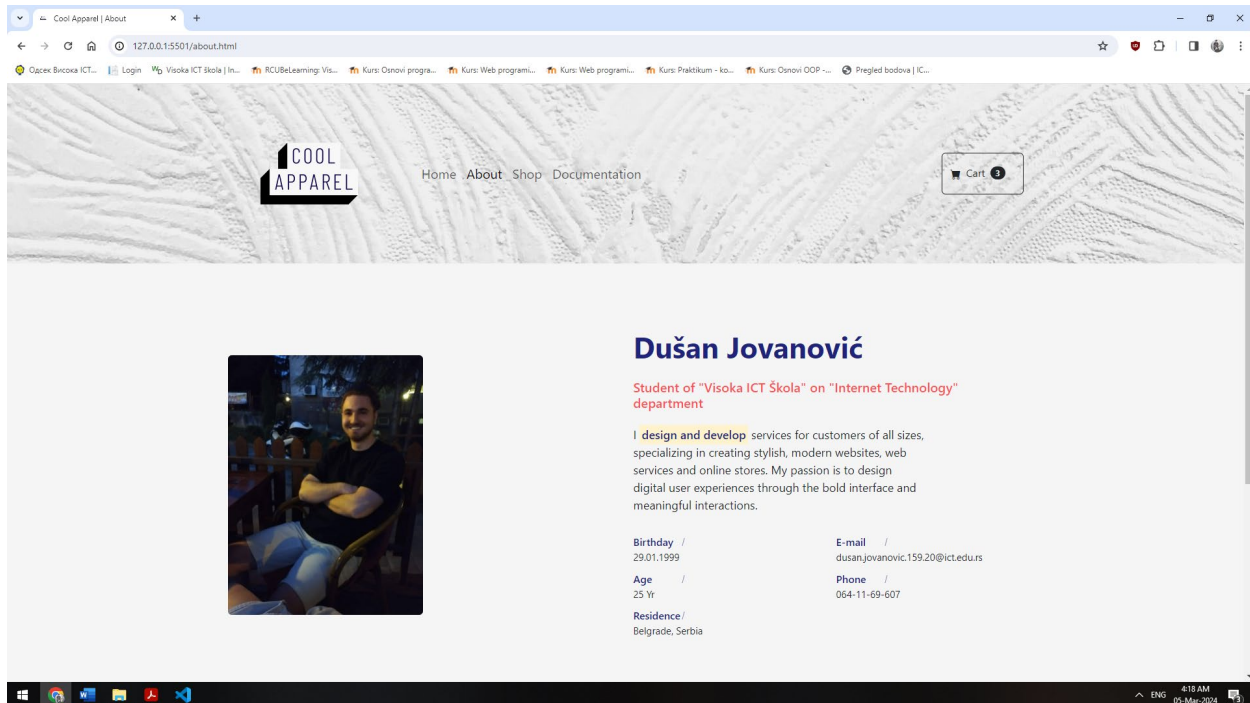 Cool Apparel | About
127.0.0.1:5501/about.html
Одсек Висока ICT...
Login
Visoka ICT škola | In...
RCUBeLearning: Vis...
Kurs: Osnovi progra...
Kurs: Web programi...
Kurs: Web programi...
Kurs: Praktikum - ko...
Kurs: Osnovi OOP -...
Pregled bodova | IC...
COOL
APPAREL
Home About Shop Documentation
Cart 3
Dušan Jovanović
Student of "Visoka ICT Škola" on "Internet Technology"
department
I design and develop services for customers of all sizes,
specializing in creating stylish, modern websites, web
services and online stores. My passion is to design
digital user experiences through the bold interface and
meaningful interactions.
Birthday /
29.01.1999
E-mail /
dusan.jovanovic.159.20@ict.edu.rs
Age /
25 Yr
Phone /
064-11-69-607
Residence /
Belgrade, Serbia
ENG
4:18 AM
05-Mar-2024